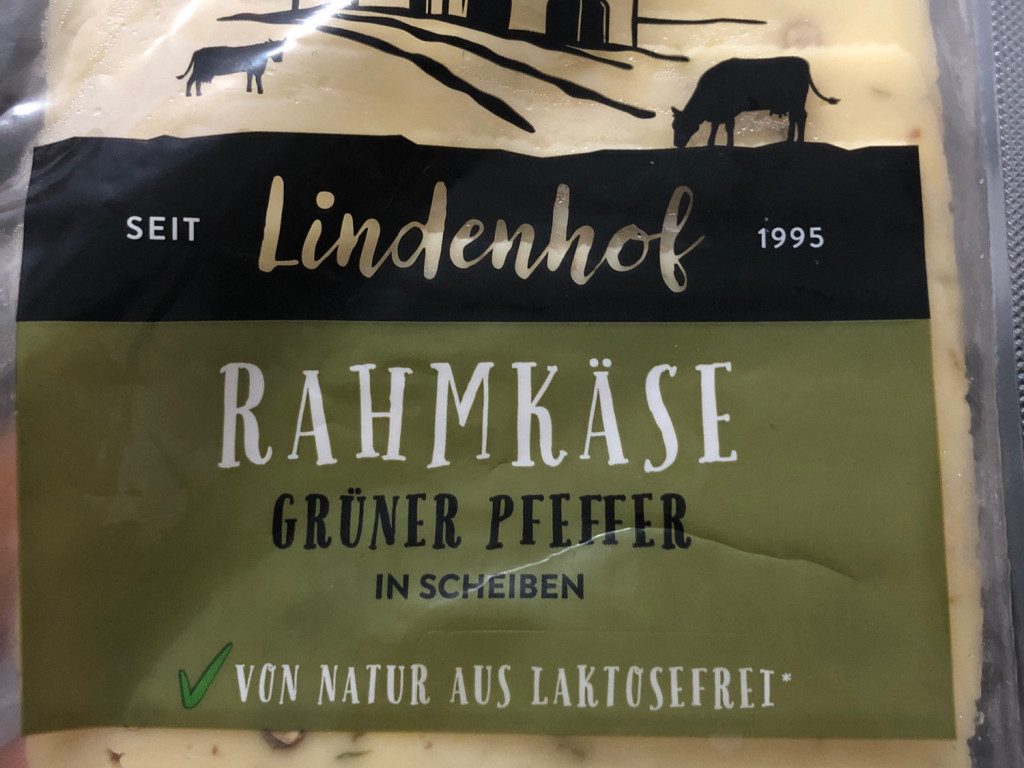 SEIT Lindenhof 1995
RAHMKÄSE
GRÜNER PFEFFER
IN SCHEIBEN
VON NATUR AUS LAKTOSEFREI*